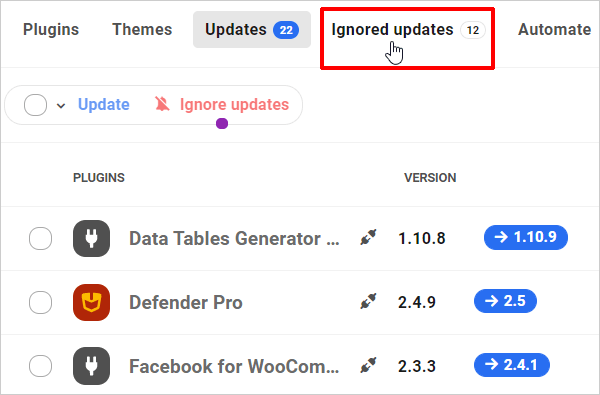 Plugins Themes Updates 22 Ignored updates 12 Automate
Update Ignore updates
PLUGINS VERSION
Data Tables Generator ... 1.10.8 → 1.10.9
Defender Pro 2.4.9 → 2.5
Facebook for WooCom... 2.3.3 → 2.4.1